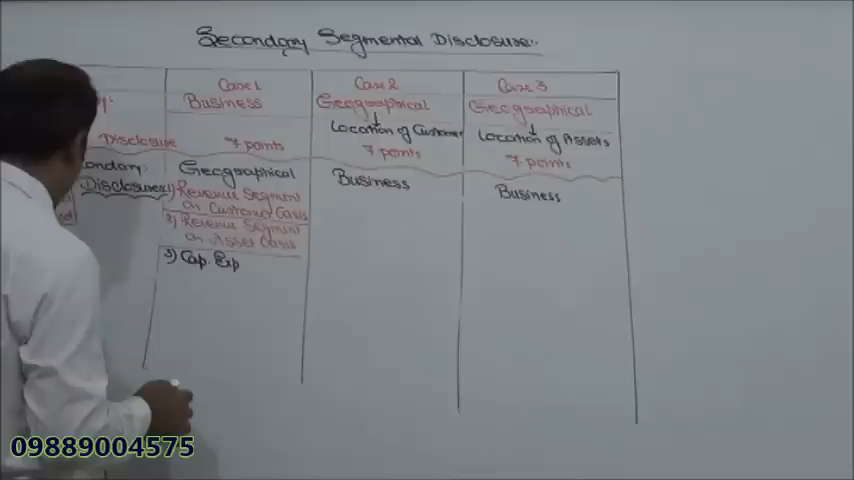 Secondary Segmental Disclosure:-
Case 1 Case 2 Case 3
Business Geographical Geographical
Location of Customer Location of Assets
Disclosure 7 points 7 points 7 points
ondary: Geographical Business Business
Disclosure
1) Revenue Segment
on Customer Basis
2) Revenue Segment
on Asset Basis
3) Cap. Exp
09889004575